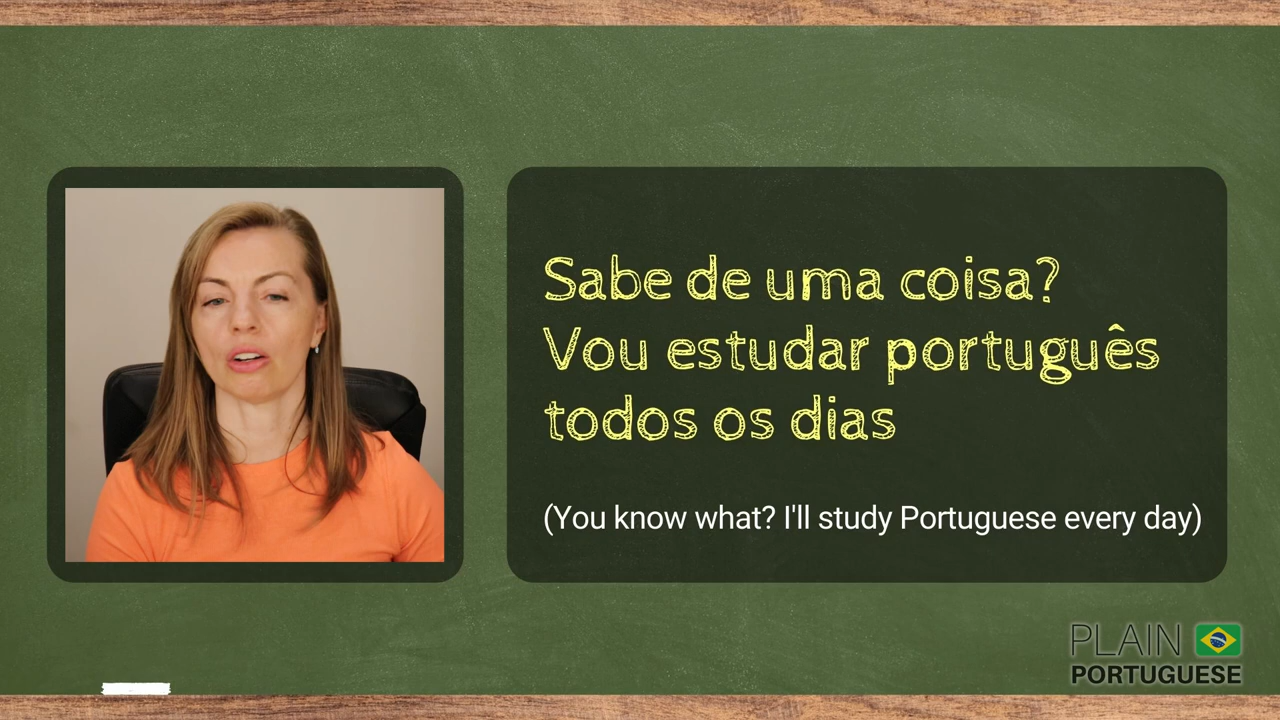 Sabe de uma coisa?
Vou estudar português
todos os dias
(You know what? I'll study Portuguese every day)
PLAIN
PORTUGUESE